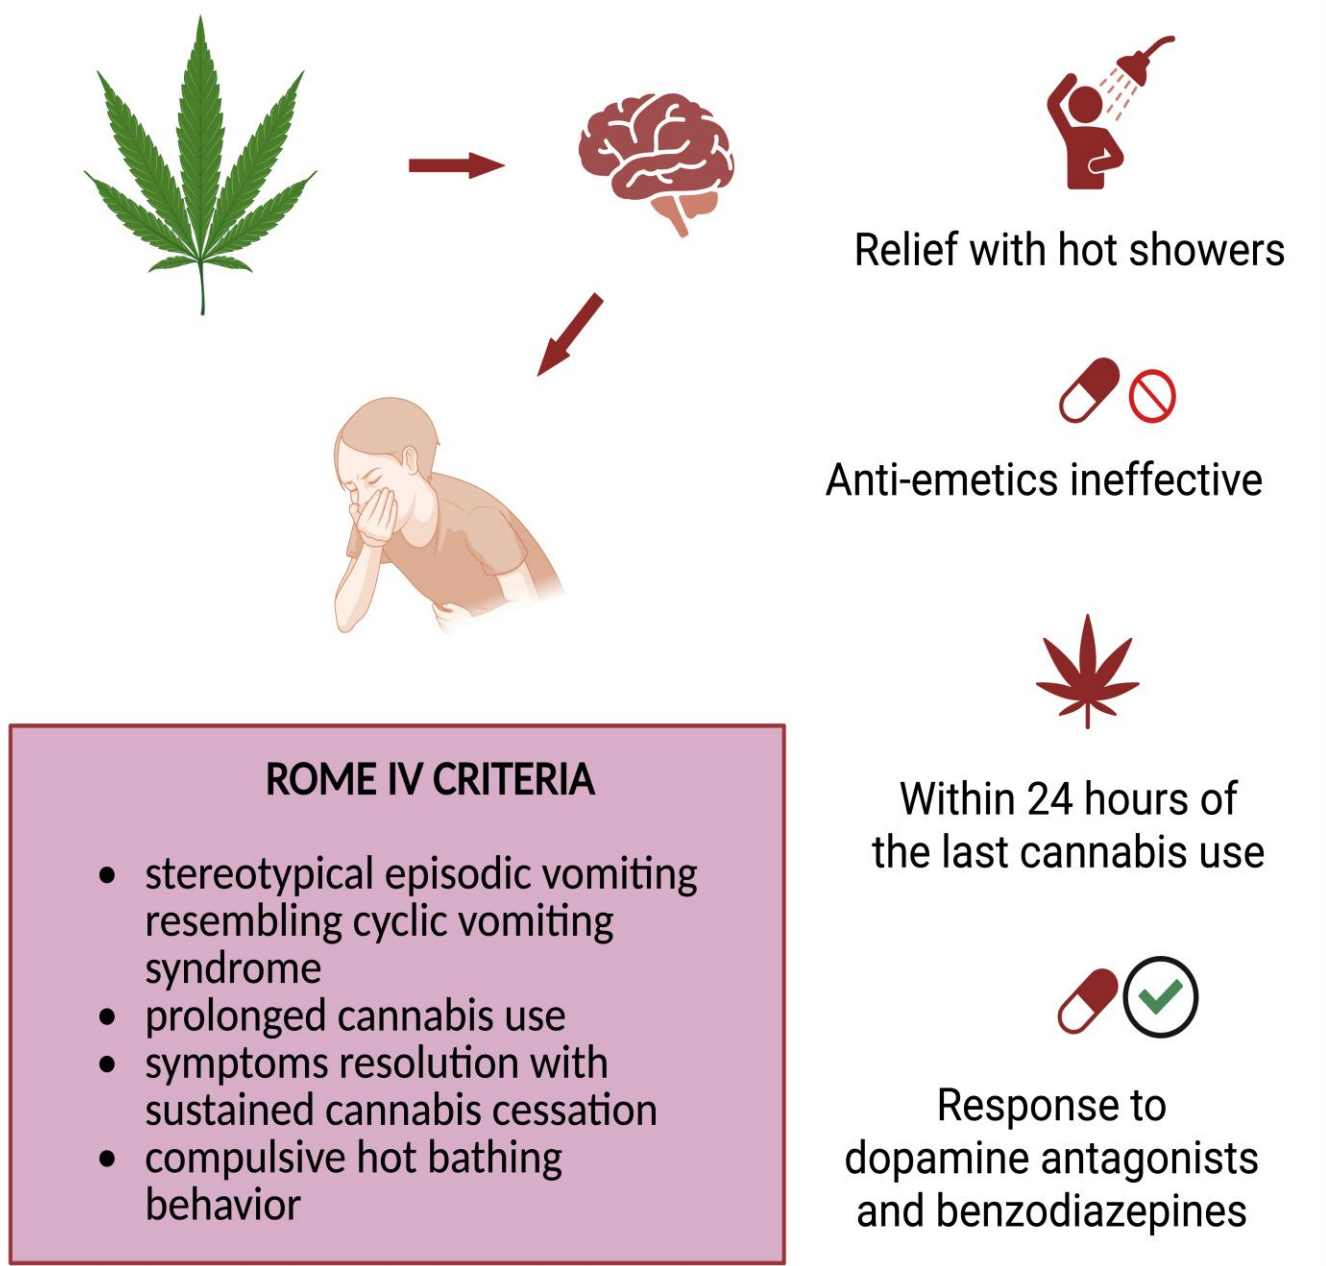 Relief with hot showers
Anti-emetics ineffective
Within 24 hours of
the last cannabis use
Response to
dopamine antagonists
and benzodiazepines
ROME IV CRITERIA
• stereotypical episodic vomiting
resembling cyclic vomiting
syndrome
• prolonged cannabis use
• symptoms resolution with
sustained cannabis cessation
• compulsive hot bathing
behavior